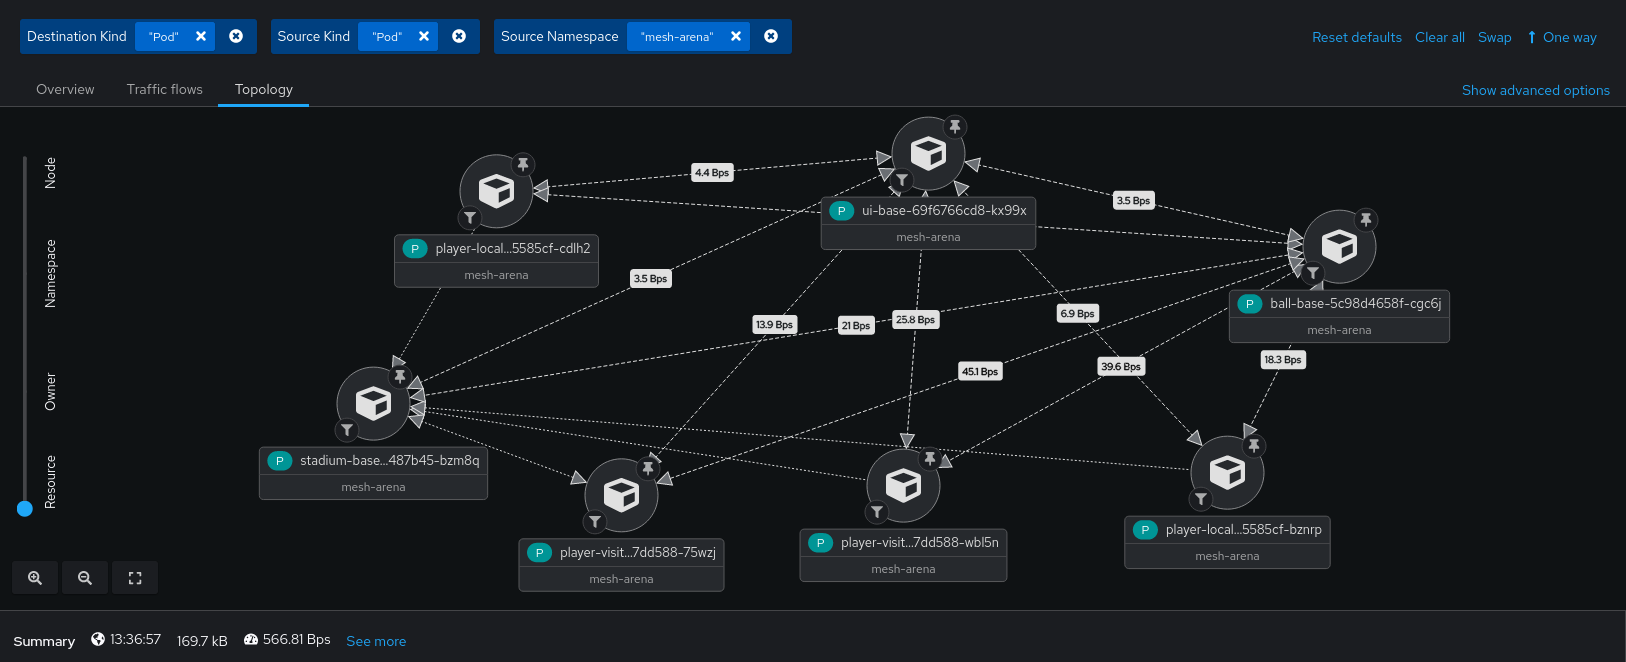 Destination Kind "Pod" Source Kind "Pod" Source Namespace "mesh-arena"
Reset defaults Clear all Swap One way
Overview Traffic flows Topology
Show advanced options
Node
Namespace
Owner
Resource
4.4 Bps
3.5 Bps
P ui-base-69f6766cd8-kx99x
mesh-arena
P player-local...5585cf-cdlh2
mesh-arena
3.5 Bps
P ball-base-5c98d4658f-cgc6j
mesh-arena
13.9 Bps
21 Bps
25.8 Bps
6.9 Bps
45.1 Bps
39.6 Bps
18.3 Bps
P stadium-base...487b45-bzm8q
mesh-arena
P player-visit...7dd588-75wzj
mesh-arena
P player-visit...7dd588-wbl5n
mesh-arena
P player-local...5585cf-bznrp
mesh-arena
Summary 13:36:57 169.7 kB 566.81 Bps See more